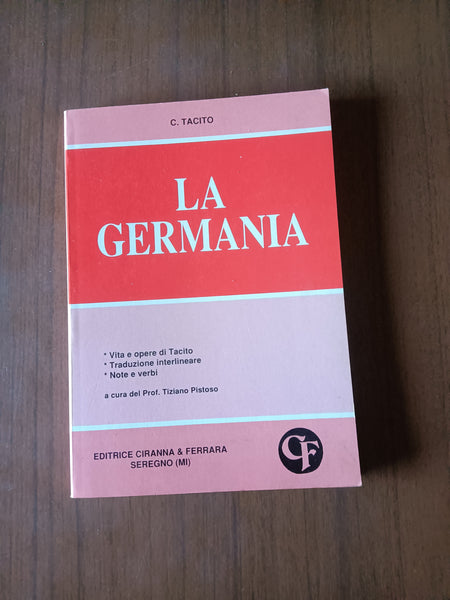 C. TACITO
LA
GERMANIA
* Vita e opere di Tacito
* Traduzione interlineare
* Note e verbi
a cura del Prof. Tiziano Pistoso
EDITRICE CIRANNA & FERRARA
SEREGNO (MI)
CF